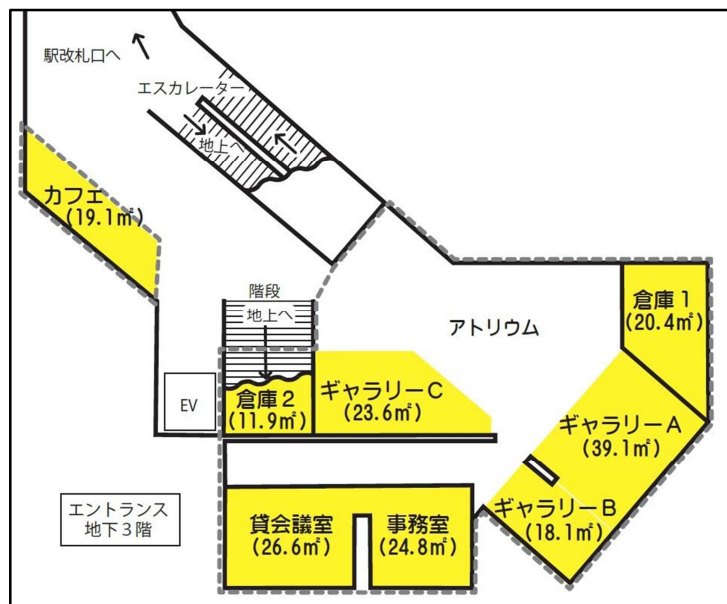 駅改札口へ
エスカレーター
地上へ
カフェ
(19.1㎡)
階段
地上へ
アトリウム
倉庫1
(20.4㎡)
EV
倉庫2
(11.9㎡)
ギャラリーC
(23.6㎡)
ギャラリーA
(39.1㎡)
ギャラリーB
(18.1㎡)
エントランス
地下3階
貸会議室
(26.6㎡)
事務室
(24.8㎡)